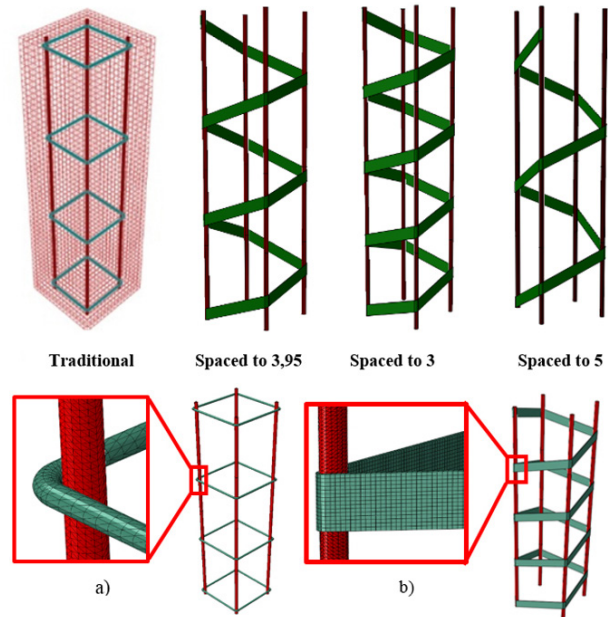 Traditional
Spaced to 3,95
Spaced to 3
Spaced to 5
a)
b)